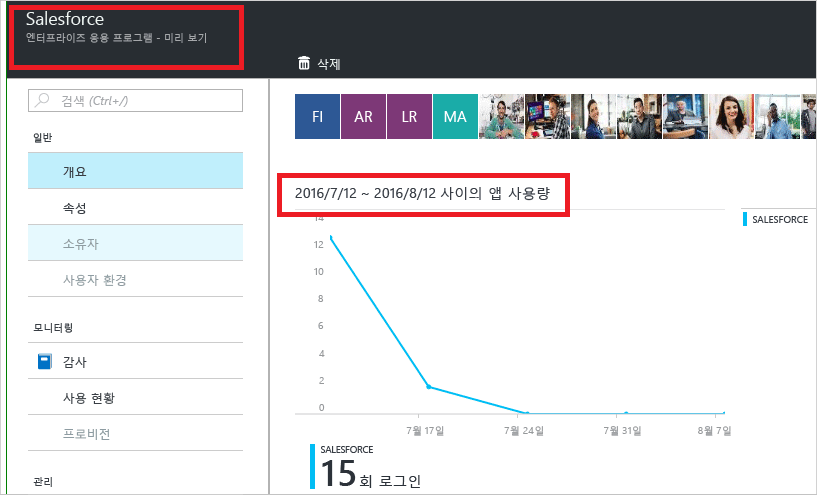 Salesforce
엔터프라이즈 응용 프로그램 - 미리 보기
삭제
검색 (Ctrl+/)
일반
개요
속성
소유자
사용자 환경
모니터링
감사
사용 현황
프로비전
관리
FI AR LR MA
2016/7/12 ~ 2016/8/12 사이의 앱 사용량
SALESFORCE
14
12
10
8
6
4
2
0
7월 17일 7월 24일 7월 31일 8월 7일
SALESFORCE
15회 로그인